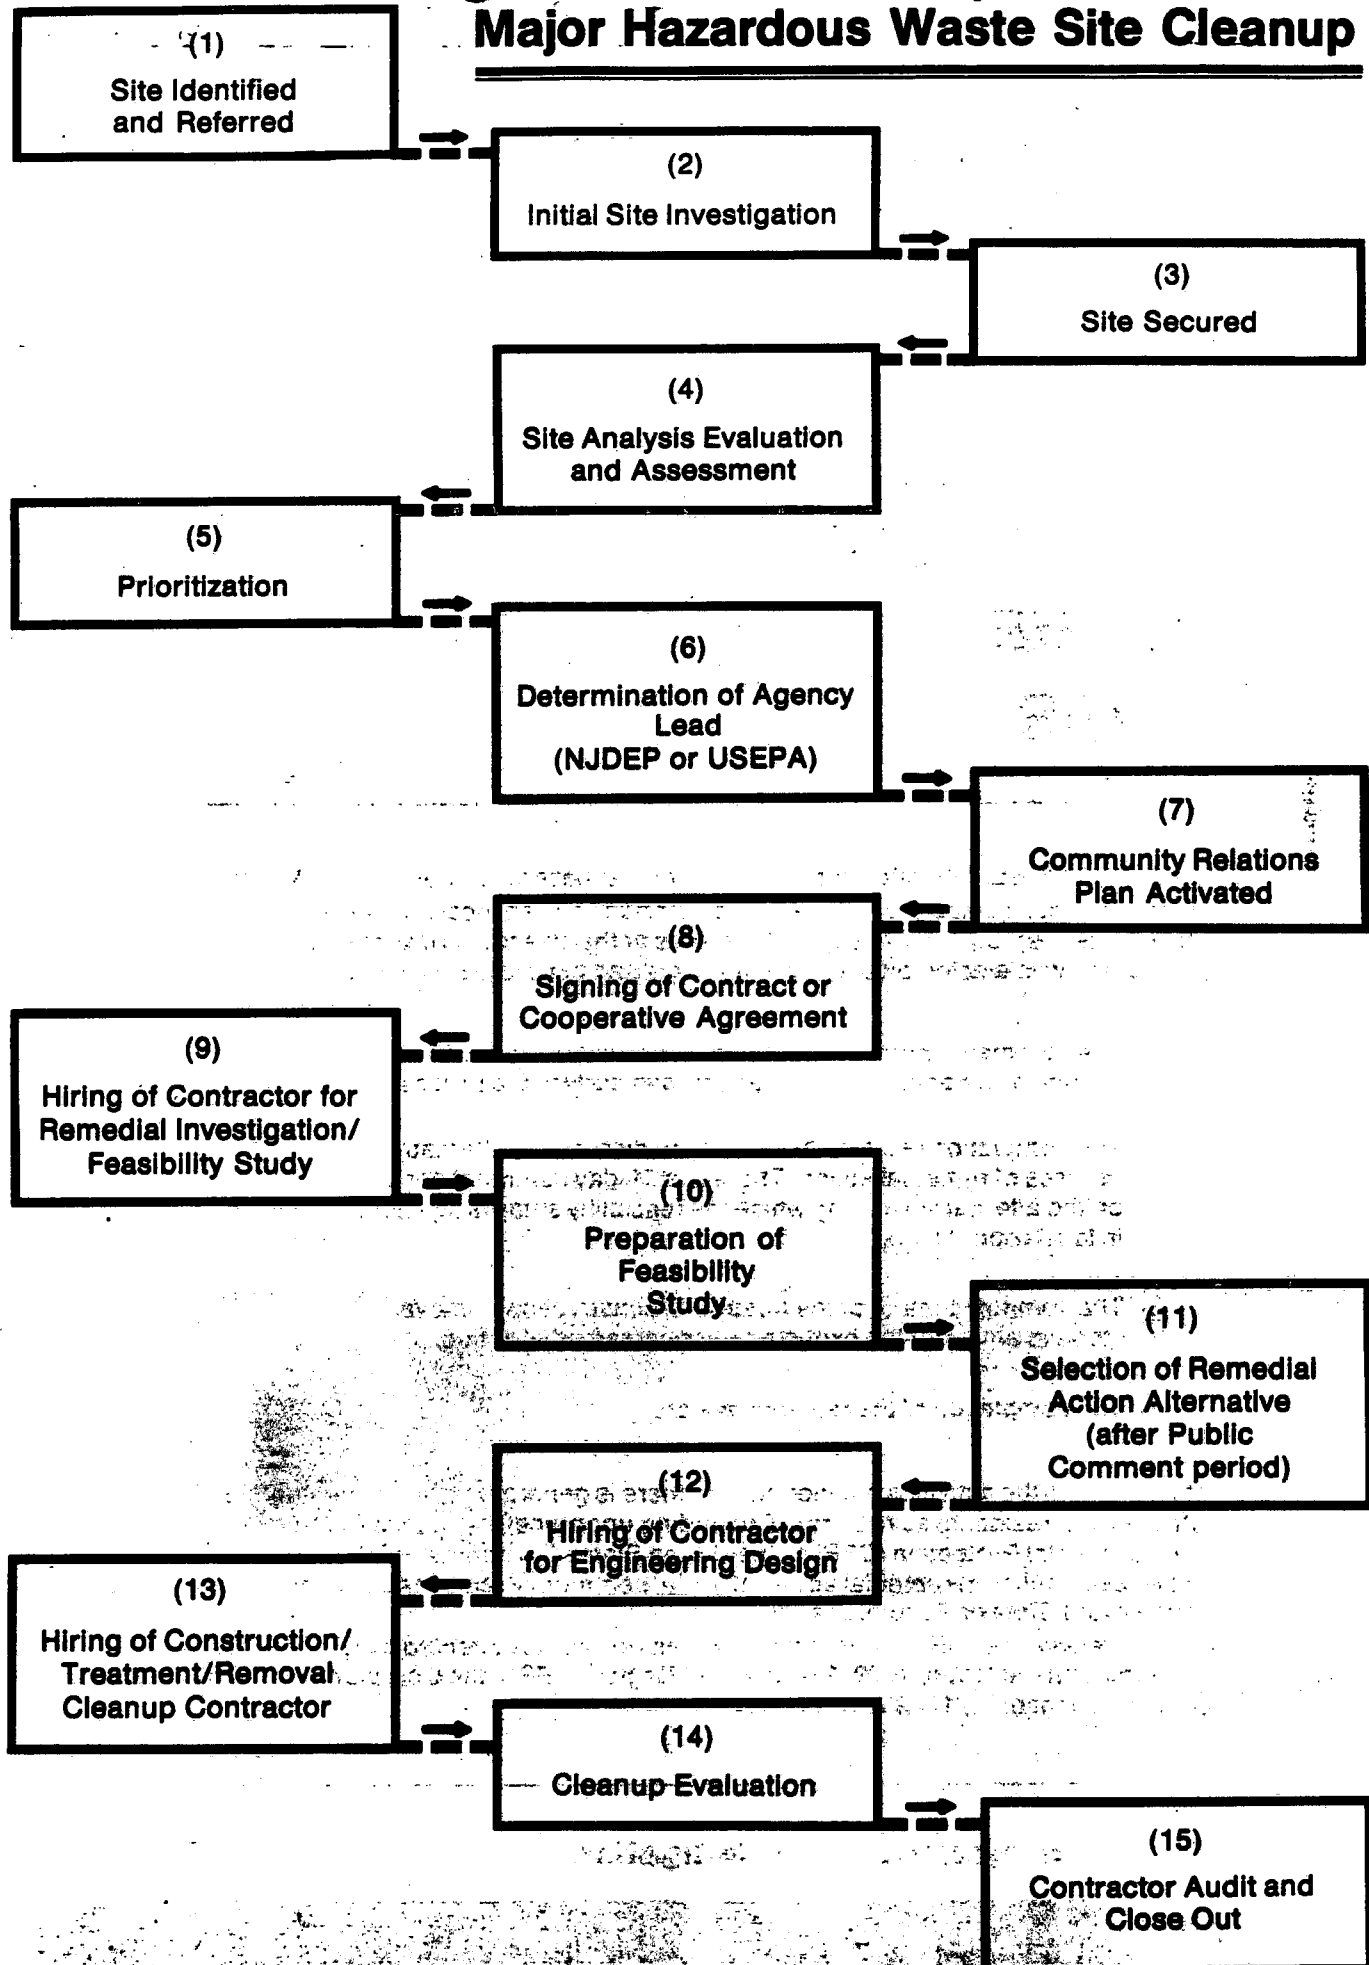 Major Hazardous Waste Site Cleanup
(1)
Site Identified
and Referred
(2)
Initial Site Investigation
(3)
Site Secured
(4)
Site Analysis Evaluation
and Assessment
(5)
Prioritization
(6)
Determination of Agency
Lead
(NJDEP or USEPA)
(7)
Community Relations
Plan Activated
(8)
Signing of Contract or
Cooperative Agreement
(9)
Hiring of Contractor for
Remedial Investigation/
Feasibility Study
(10)
Preparation of
Feasibility
Study
(11)
Selection of Remedial
Action Alternative
(after Public
Comment period)
(12)
Hiring of Contractor
for Engineering Design
(13)
Hiring of Construction/
Treatment/Removal
Cleanup Contractor
(14)
Cleanup Evaluation
(15)
Contractor Audit and
Close Out